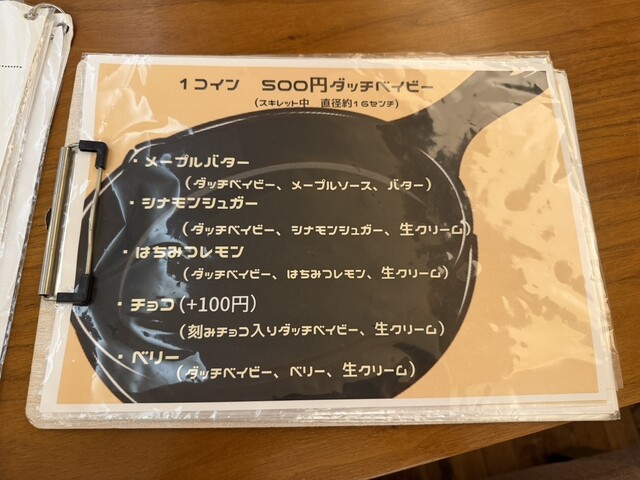 1コイン 500円ダッチベイビー
(スキレット中 直径約16センチ)
・メープルバター
(ダッチベイビー、メープルソース、バター)
・シナモンシュガー
(ダッチベイビー、シナモンシュガー、生クリーム)
・はちみつレモン
(ダッチベイビー、はちみつレモン、生クリーム)
・チョコ(+100円)
(刻みチョコ入りダッチベイビー、生クリーム)
・ベリー
(ダッチベイビー、ベリー、生クリーム)